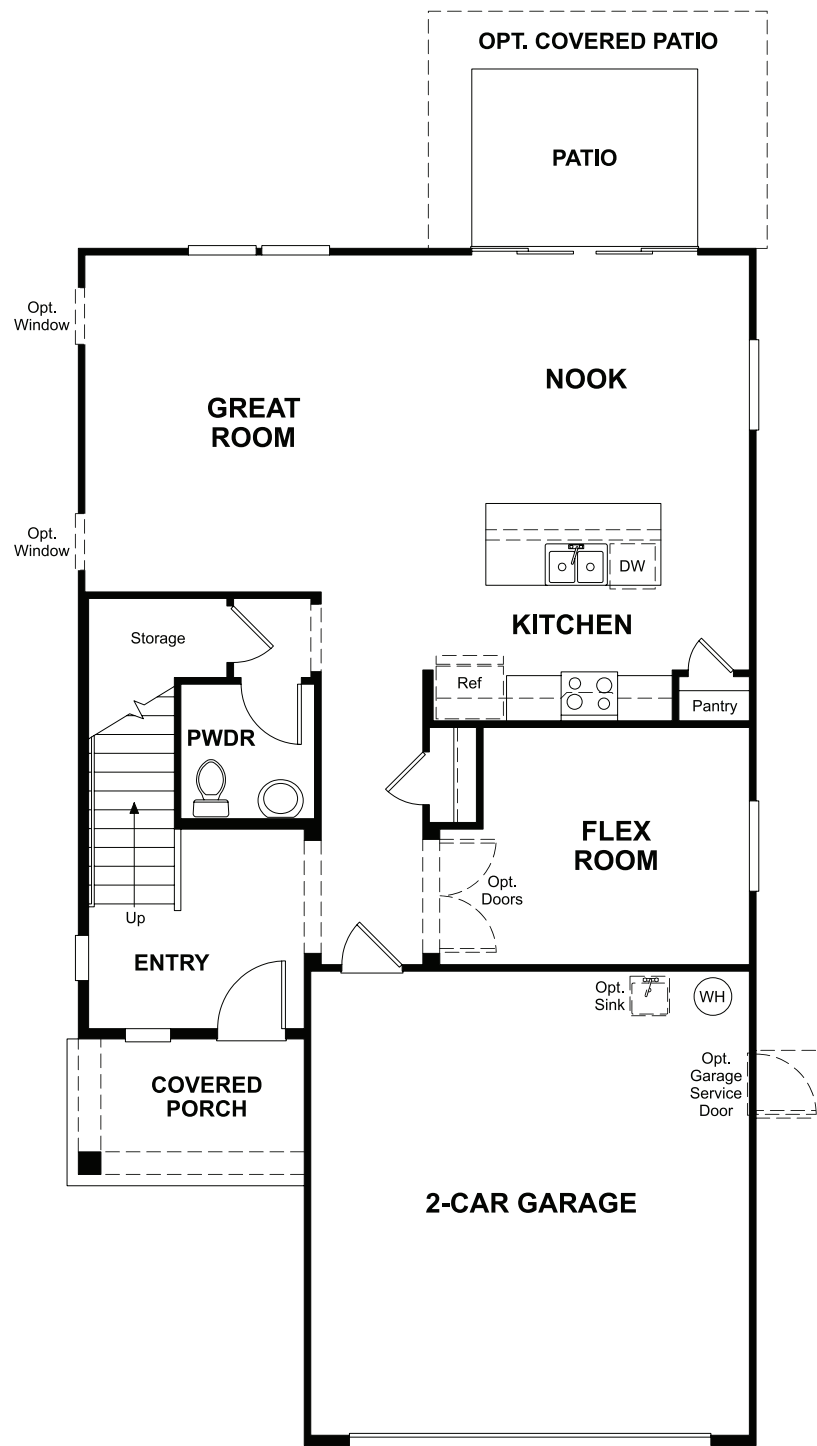 OPT. COVERED PATIO
PATIO
Opt.
Window
NOOK
GREAT
ROOM
Opt.
Window
DW
KITCHEN
Storage
Ref
Pantry
PWDR
FLEX
ROOM
Opt.
Doors
Up
ENTRY
Opt.
Sink
WH
Opt.
Garage
Service
Door
COVERED
PORCH
2-CAR GARAGE